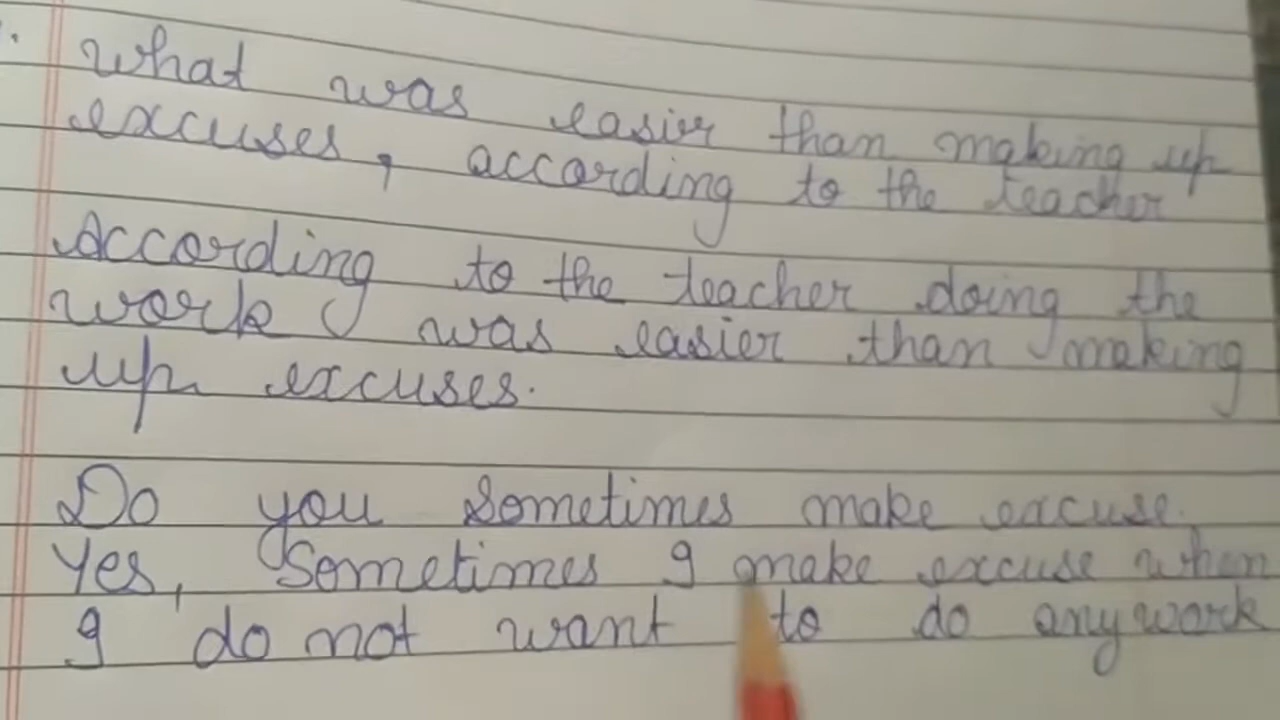 What was easier than making up
excuses, according to the teacher
According to the teacher doing the
work was easier than making
up excuses.
Do you sometimes make excuse.
Yes, Sometimes I make excuse when
I do not want to do any work